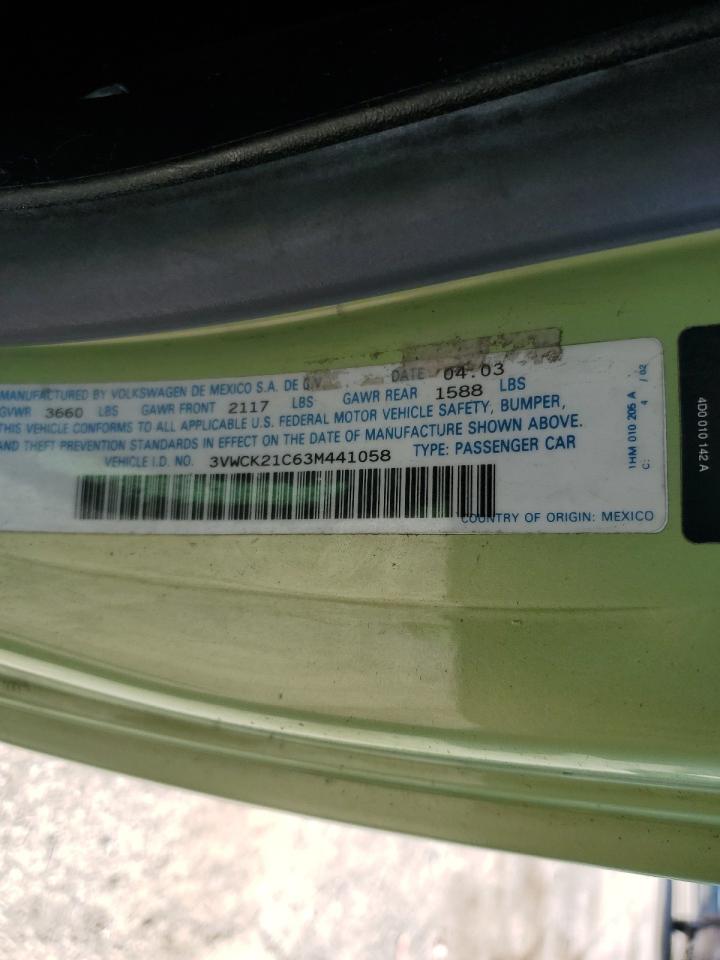 MANUFACTURED BY VOLKSWAGEN DE MEXICO S.A. DE C.V. DATE 04.03
GVWR 3660 LBS GAWR FRONT 2117 LBS GAWR REAR 1588 LBS
THIS VEHICLE CONFORMS TO ALL APPLICABLE U.S. FEDERAL MOTOR VEHICLE SAFETY, BUMPER,
AND THEFT PREVENTION STANDARDS IN EFFECT ON THE DATE OF MANUFACTURE SHOWN ABOVE.
VEHICLE I.D. NO. 3VWCK21C63M441058 TYPE: PASSENGER CAR
COUNTRY OF ORIGIN: MEXICO
1HM 010 205 A
C: 4 / 02
4D0 010 142 A